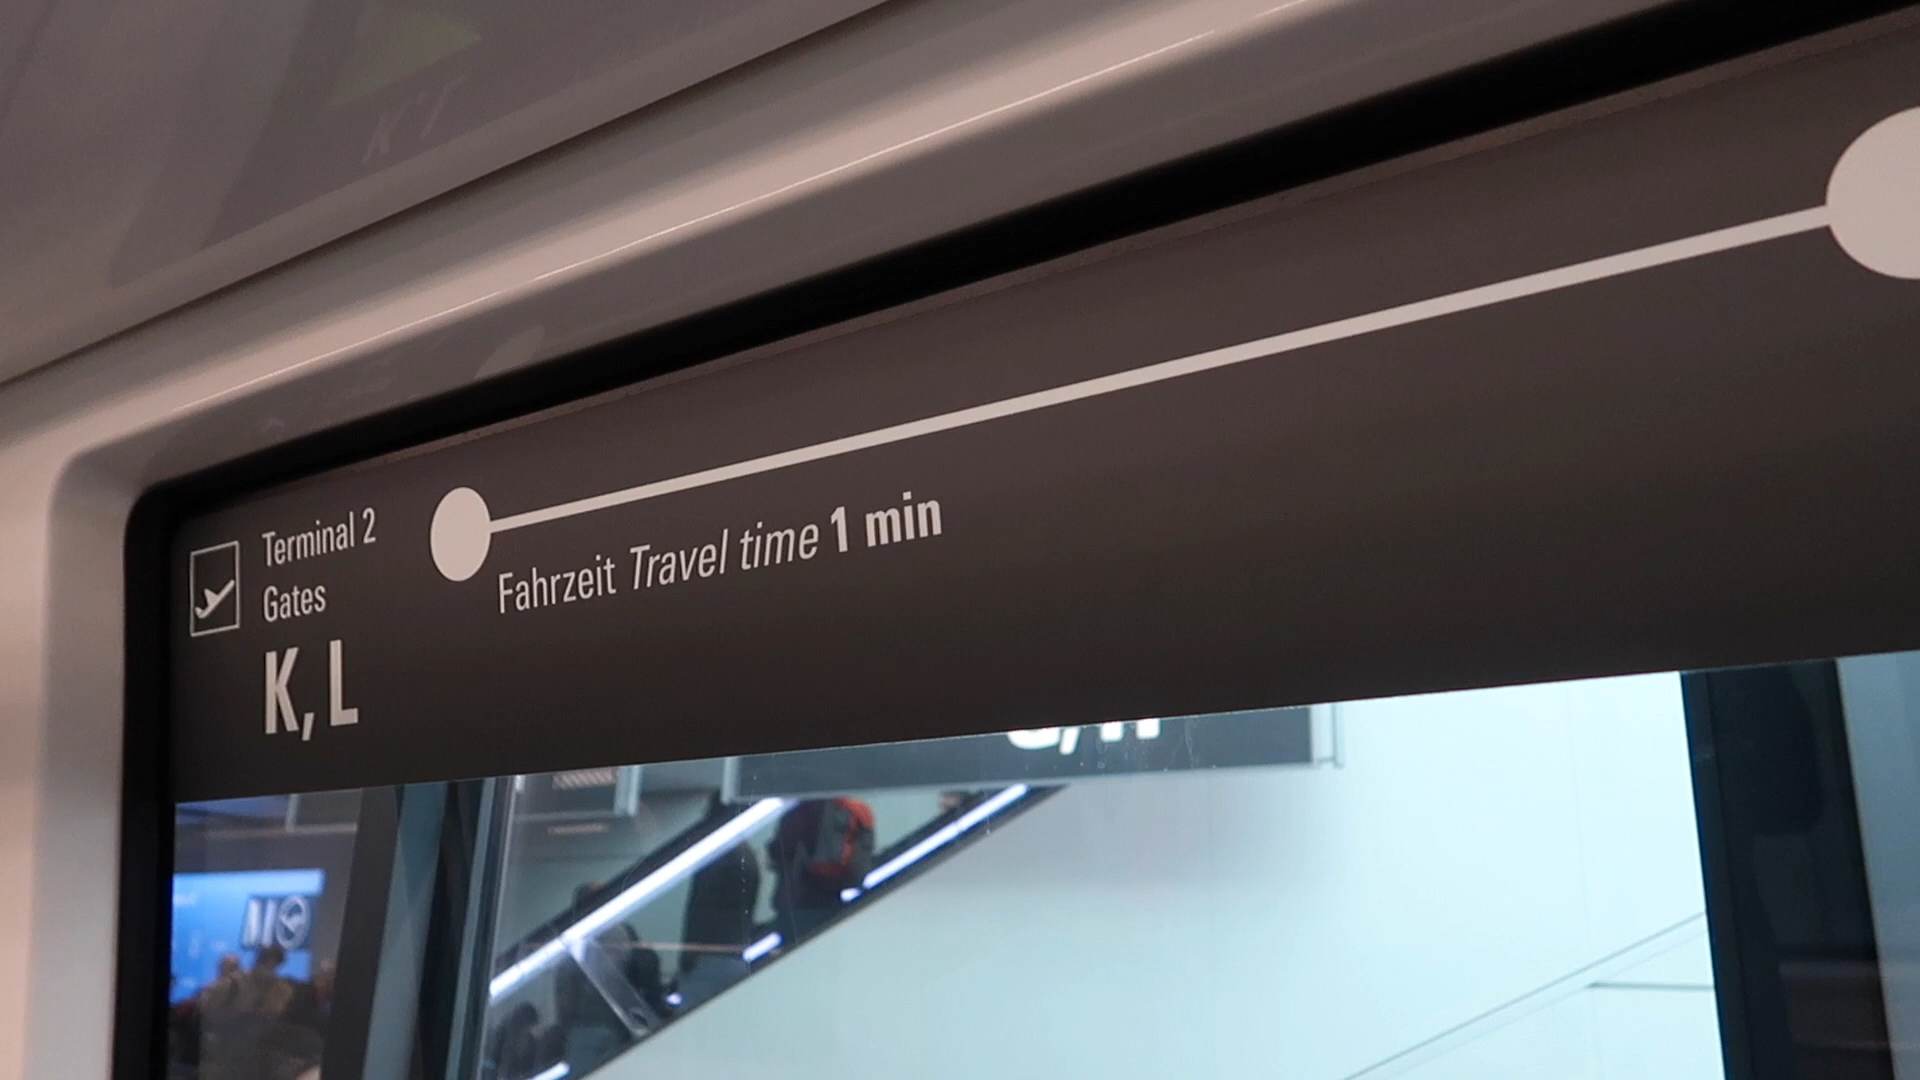 Terminal 2
Gates
K, L
Fahrzeit Travel time 1 min